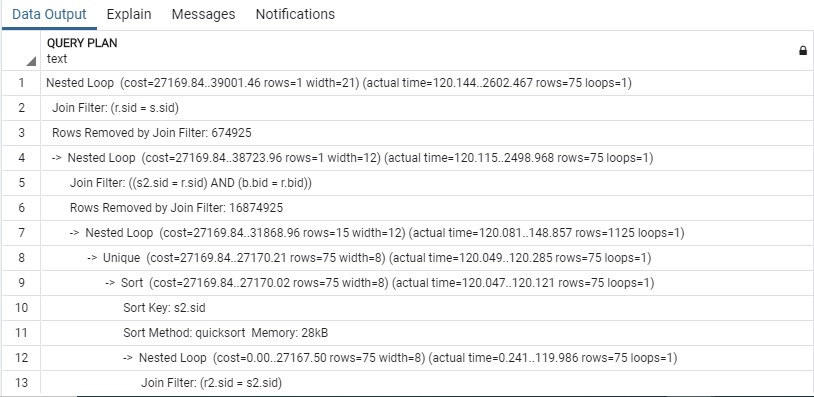 Data Output Explain Messages Notifications
QUERY PLAN
text
1 Nested Loop (cost=27169.84..39001.46 rows=1 width=21) (actual time=120.144..2602.467 rows=75 loops=1)
2 Join Filter: (r.sid = s.sid)
3 Rows Removed by Join Filter: 674925
4 -> Nested Loop (cost=27169.84..38723.96 rows=1 width=12) (actual time=120.115..2498.968 rows=75 loops=1)
5 Join Filter: ((s2.sid = r.sid) AND (b.bid = r.bid))
6 Rows Removed by Join Filter: 16874925
7 -> Nested Loop (cost=27169.84..31868.96 rows=15 width=12) (actual time=120.081..148.857 rows=1125 loops=1)
8 -> Unique (cost=27169.84..27170.21 rows=75 width=8) (actual time=120.049..120.285 rows=75 loops=1)
9 -> Sort (cost=27169.84..27170.02 rows=75 width=8) (actual time=120.047..120.121 rows=75 loops=1)
10 Sort Key: s2.sid
11 Sort Method: quicksort Memory: 28kB
12 -> Nested Loop (cost=0.00..27167.50 rows=75 width=8) (actual time=0.241..119.986 rows=75 loops=1)
13 Join Filter: (r2.sid = s2.sid)